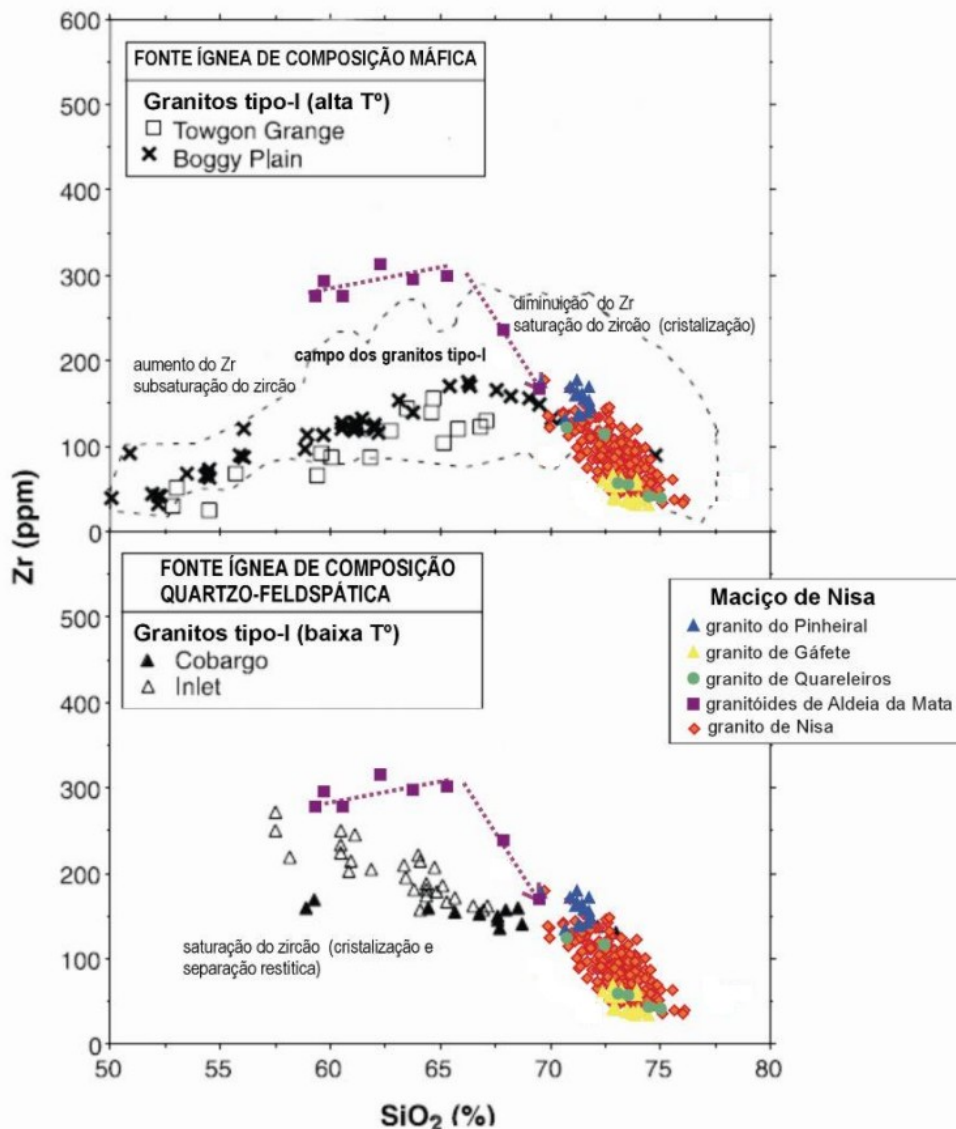 600
500
400
300
200
100
0
Zr (ppm)
FONTE ÍGNEA DE COMPOSIÇÃO MÁFICA
Granitos tipo-I (alta Tº)
Towgon Grange
Boggy Plain
diminuição do Zr
saturação do zircão (cristalização)
campo dos granitos tipo-I
aumento do Zr
subsaturação do zircão
FONTE ÍGNEA DE COMPOSIÇÃO
QUARTZO-FELDSPÁTICA
Granitos tipo-I (baixa Tº)
Cobargo
Inlet
500
400
300
200
100
0
saturação do zircão (cristalização e
separação restitica)
Maciço de Nisa
granito do Pinheiral
granito de Gáfete
granito de Quareleiros
granitóides de Aldeia da Mata
granito de Nisa
50 55 60 65 70 75 80
SiO2 (%)